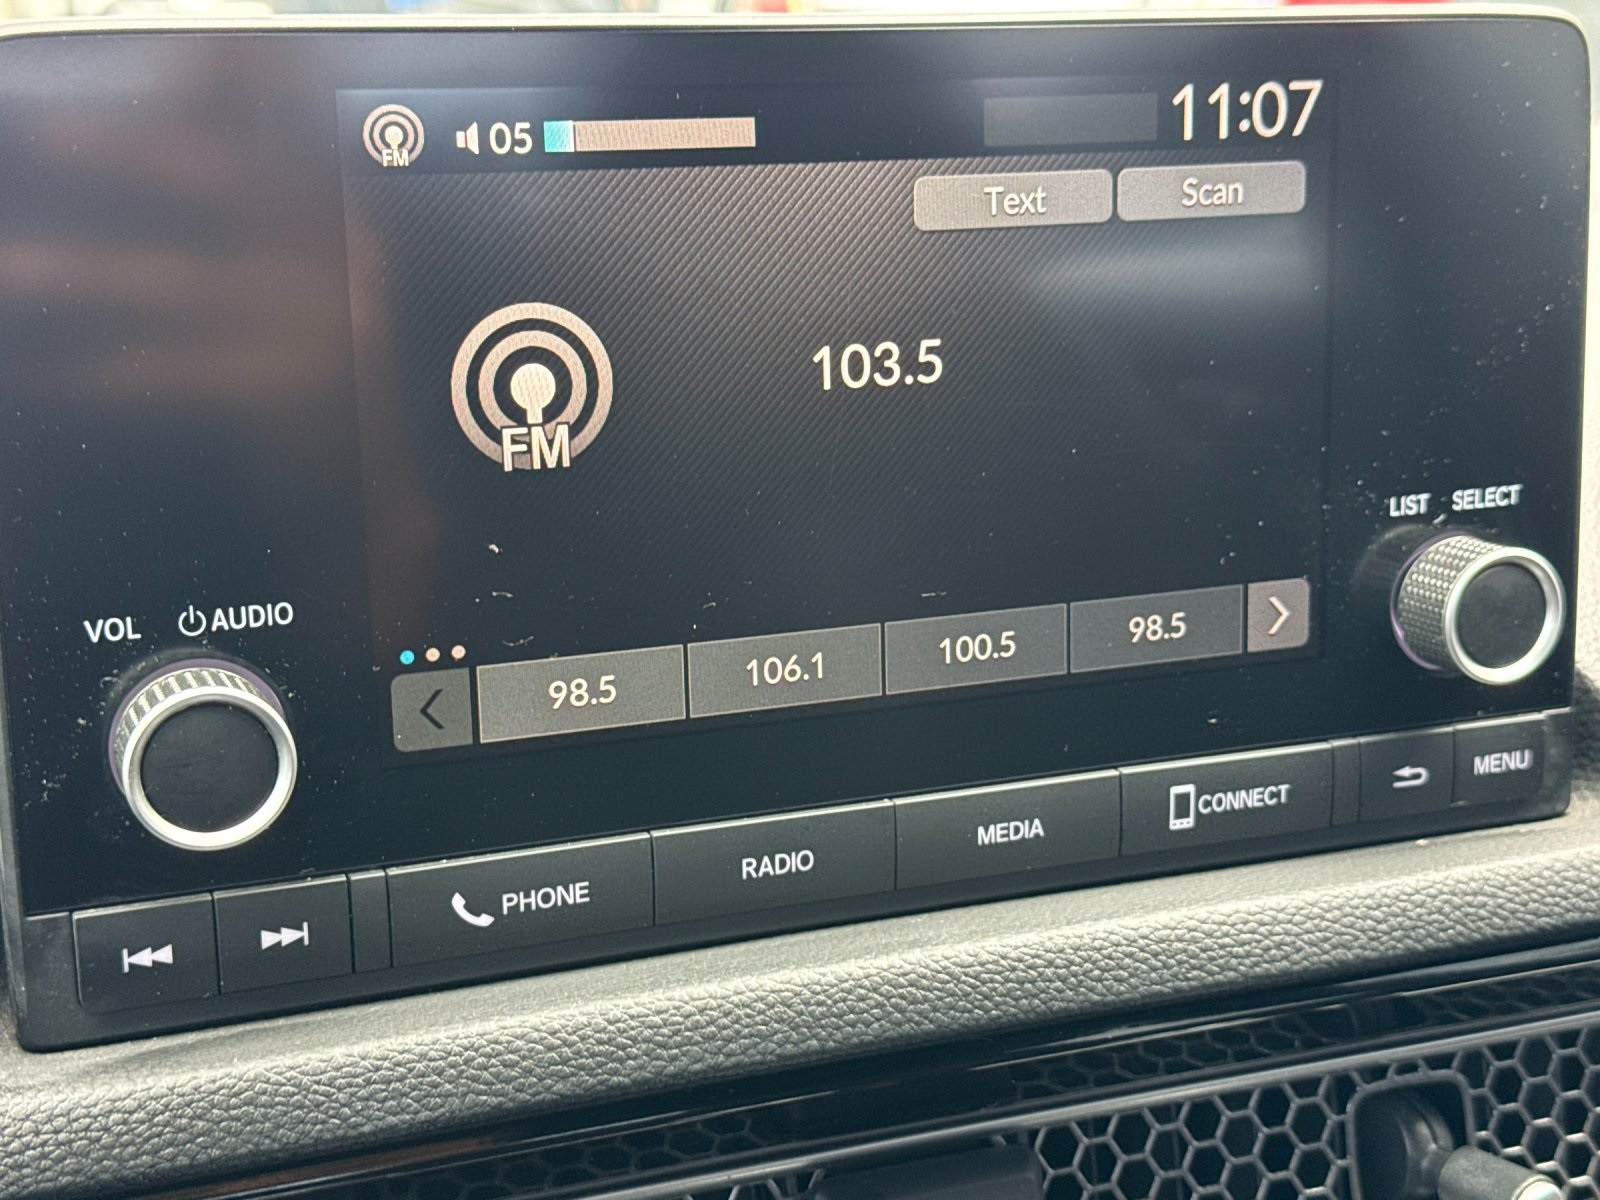 FM 05 11:07
Text Scan
FM 103.5
LIST SELECT
VOL AUDIO
98.5 106.1 100.5 98.5
PHONE RADIO MEDIA CONNECT MENU